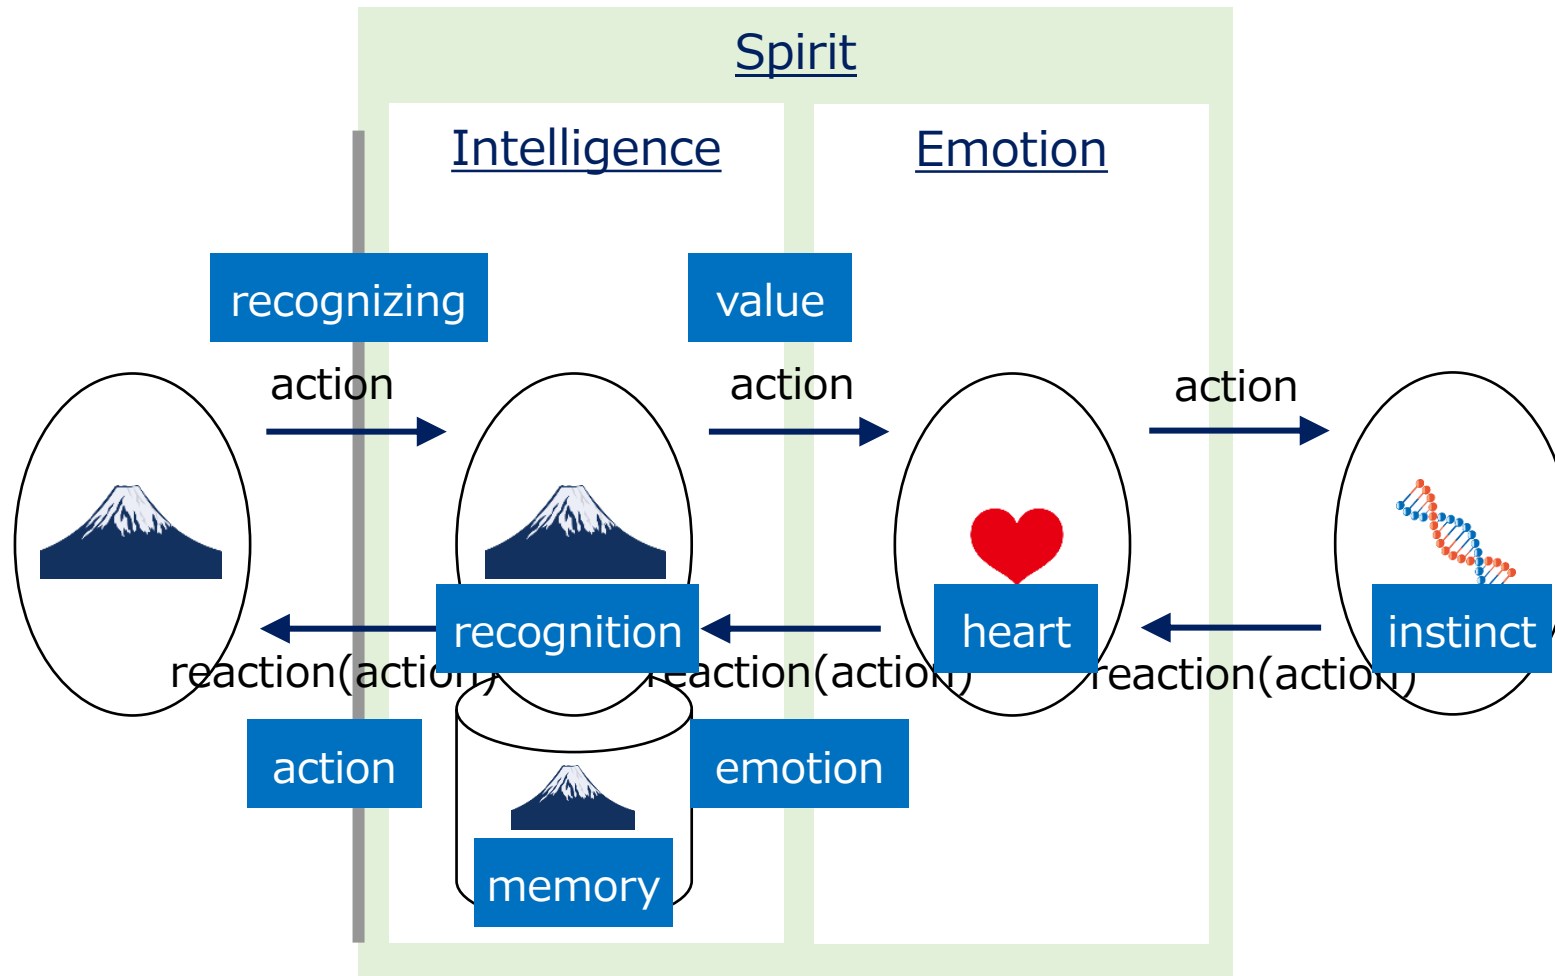 Spirit
Intelligence
Emotion
recognizing
value
action
action
action
recognition
heart
instinct
reaction(action)
reaction(action)
reaction(action)
action
emotion
memory